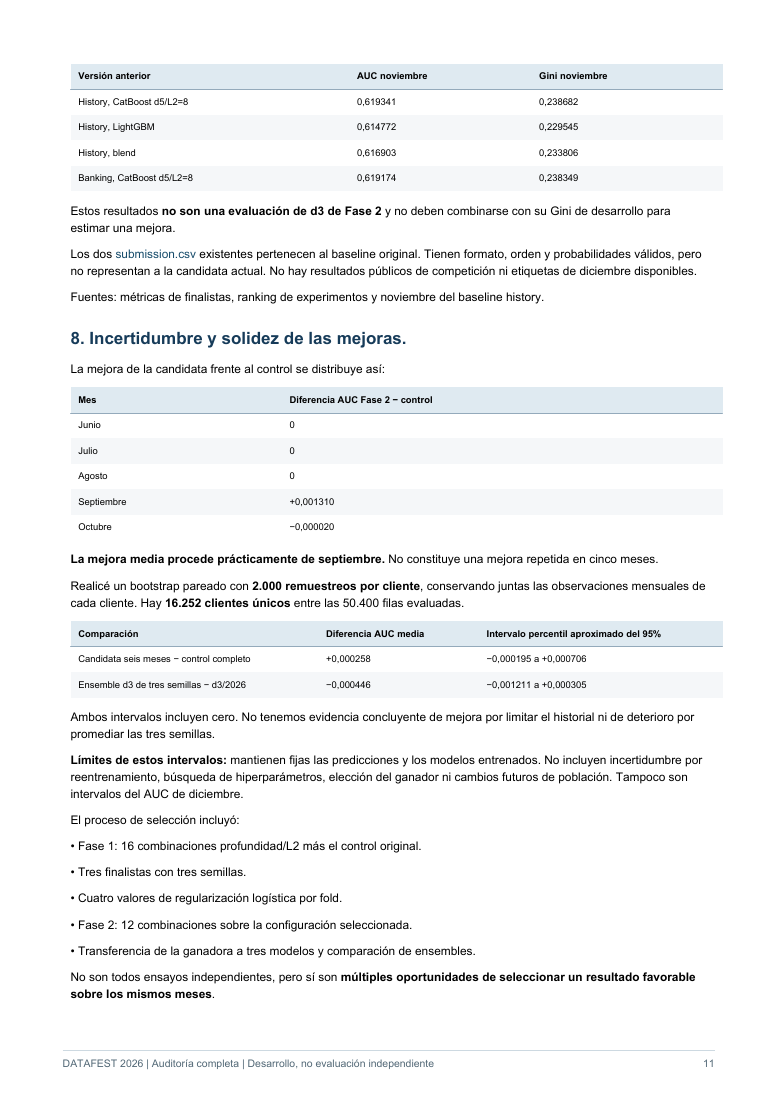 Versión anterior AUC noviembre Gini noviembre
History, CatBoost d5/L2=8 0,619341 0,238682
History, LightGBM 0,614772 0,229545
History, blend 0,616903 0,233806
Banking, CatBoost d5/L2=8 0,619174 0,238349
Estos resultados no son una evaluación de d3 de Fase 2 y no deben combinarse con su Gini de desarrollo para
estimar una mejora.
Los dos submission.csv existentes pertenecen al baseline original. Tienen formato, orden y probabilidades válidos, pero
no representan a la candidata actual. No hay resultados públicos de competición ni etiquetas de diciembre disponibles.
Fuentes: métricas de finalistas, ranking de experimentos y noviembre del baseline history.
8. Incertidumbre y solidez de las mejoras.
La mejora de la candidata frente al control se distribuye así:
Mes Diferencia AUC Fase 2 − control
Junio 0
Julio 0
Agosto 0
Septiembre +0,001310
Octubre −0,000020
La mejora media procede prácticamente de septiembre. No constituye una mejora repetida en cinco meses.
Realicé un bootstrap pareado con 2.000 remuestreos por cliente, conservando juntas las observaciones mensuales de
cada cliente. Hay 16.252 clientes únicos entre las 50.400 filas evaluadas.
Comparación Diferencia AUC media Intervalo percentil aproximado del 95%
Candidata seis meses − control completo +0,000258 −0,000195 a +0,000706
Ensemble d3 de tres semillas − d3/2026 −0,000446 −0,001211 a +0,000305
Ambos intervalos incluyen cero. No tenemos evidencia concluyente de mejora por limitar el historial ni de deterioro por
promediar las tres semillas.
Límites de estos intervalos: mantienen fijas las predicciones y los modelos entrenados. No incluyen incertidumbre por
reentrenamiento, búsqueda de hiperparámetros, elección del ganador ni cambios futuros de población. Tampoco son
intervalos del AUC de diciembre.
El proceso de selección incluyó:
• Fase 1: 16 combinaciones profundidad/L2 más el control original.
• Tres finalistas con tres semillas.
• Cuatro valores de regularización logística por fold.
• Fase 2: 12 combinaciones sobre la configuración seleccionada.
• Transferencia de la ganadora a tres modelos y comparación de ensembles.
No son todos ensayos independientes, pero sí son múltiples oportunidades de seleccionar un resultado favorable
sobre los mismos meses.
DATAFEST 2026 | Auditoría completa | Desarrollo, no evaluación independiente 11